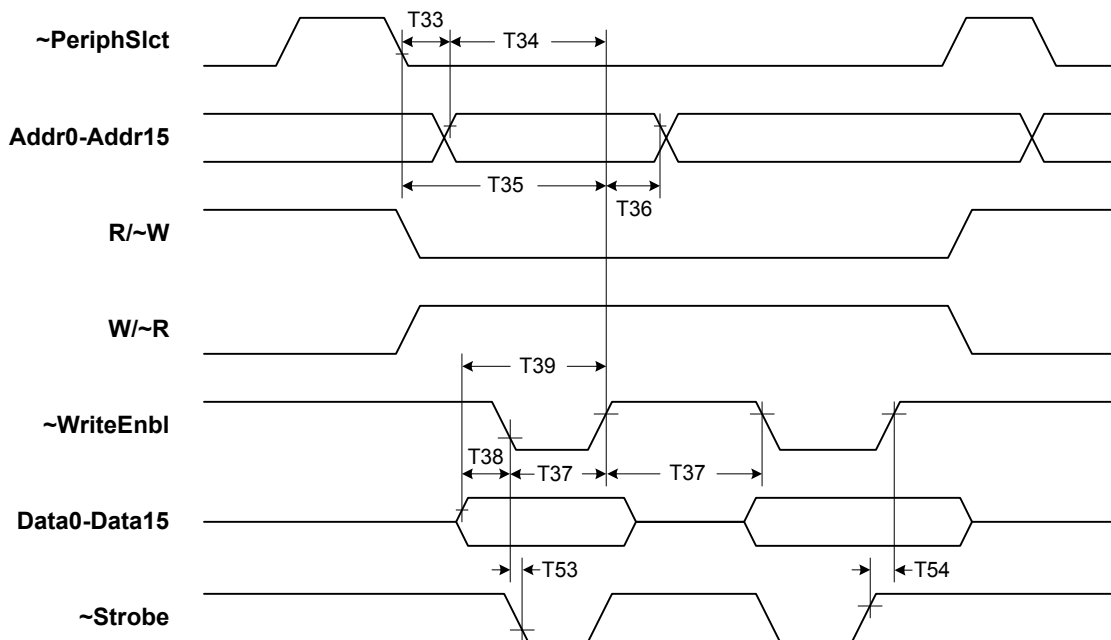 ~PeriphSlct
T33
T34
Addr0-Addr15
T35
T36
R/~W
W/~R
T39
~WriteEnbl
T38
T37
T37
Data0-Data15
T53
T54
~Strobe